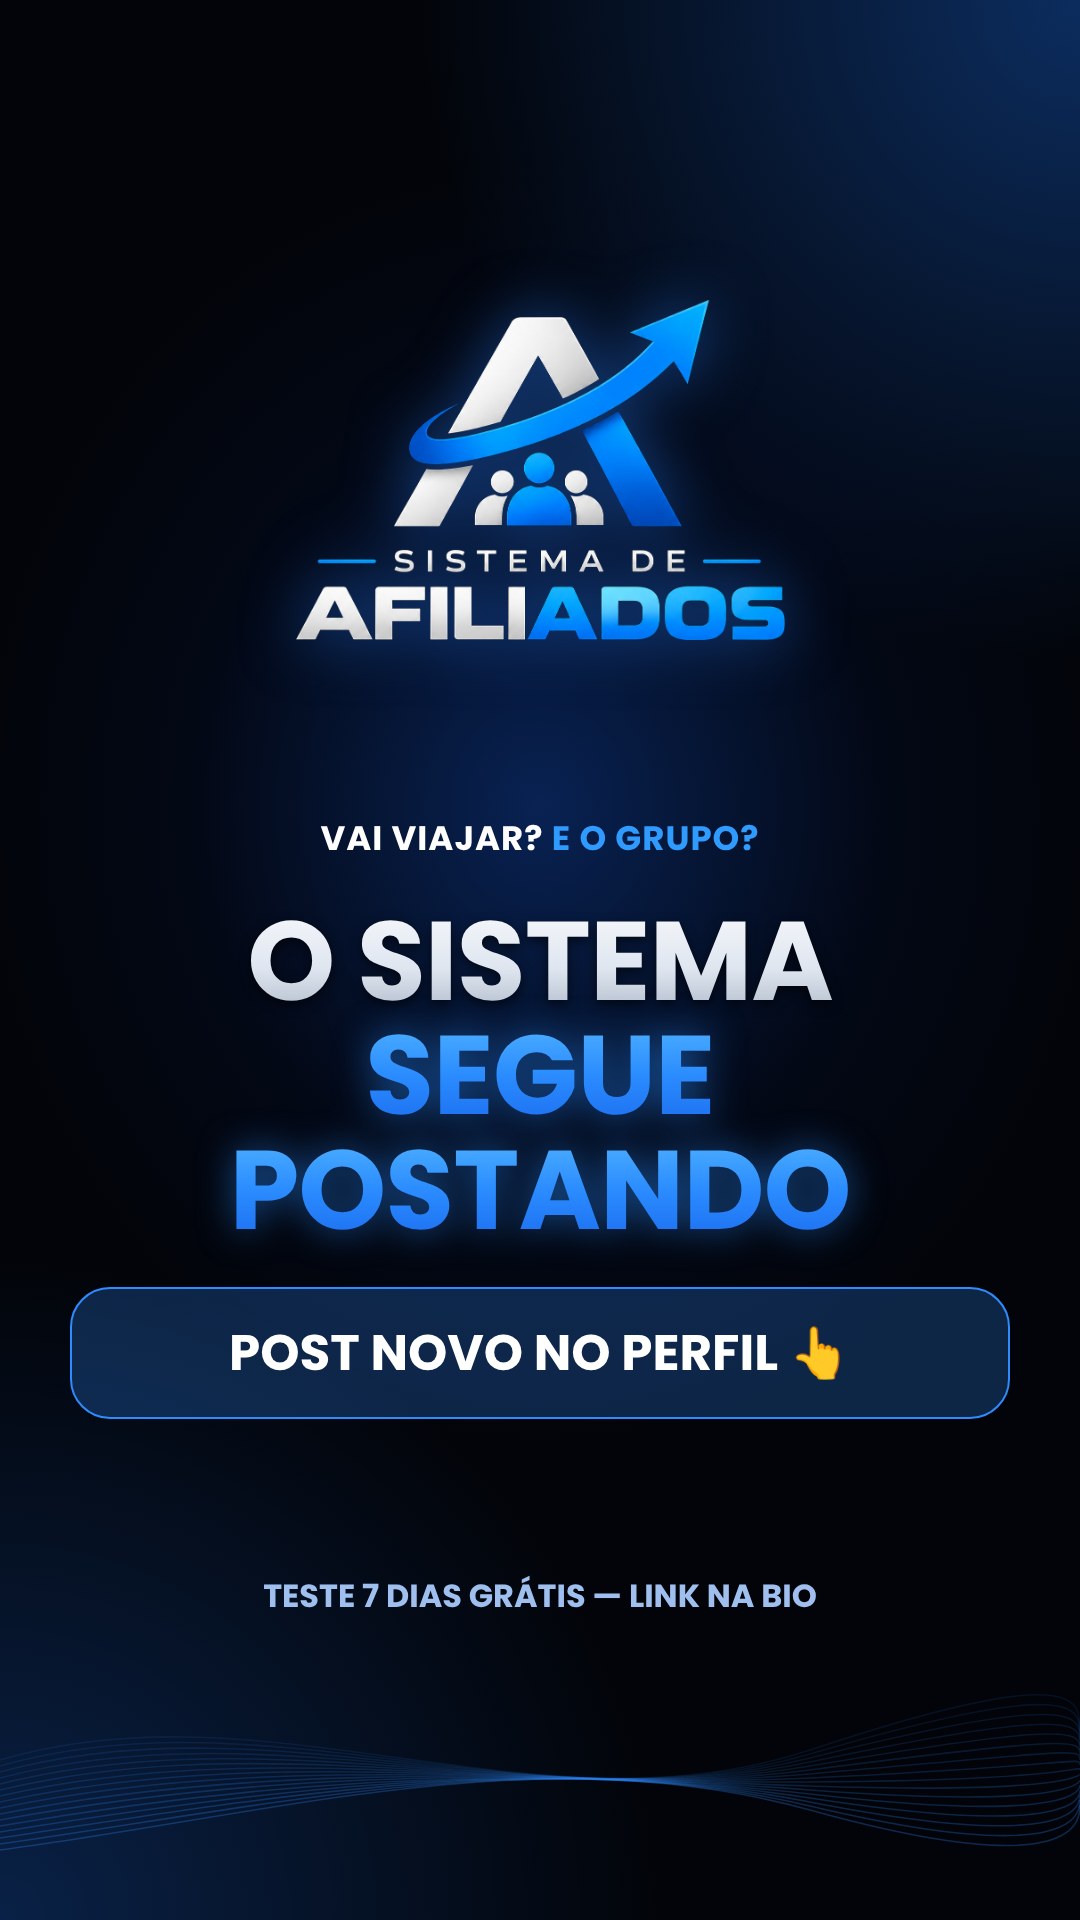 SISTEMA DE
AFILIADOS
VAI VIAJAR? E O GRUPO?
O SISTEMA
SEGUE
POSTANDO
POST NOVO NO PERFIL 👆
TESTE 7 DIAS GRÁTIS — LINK NA BIO